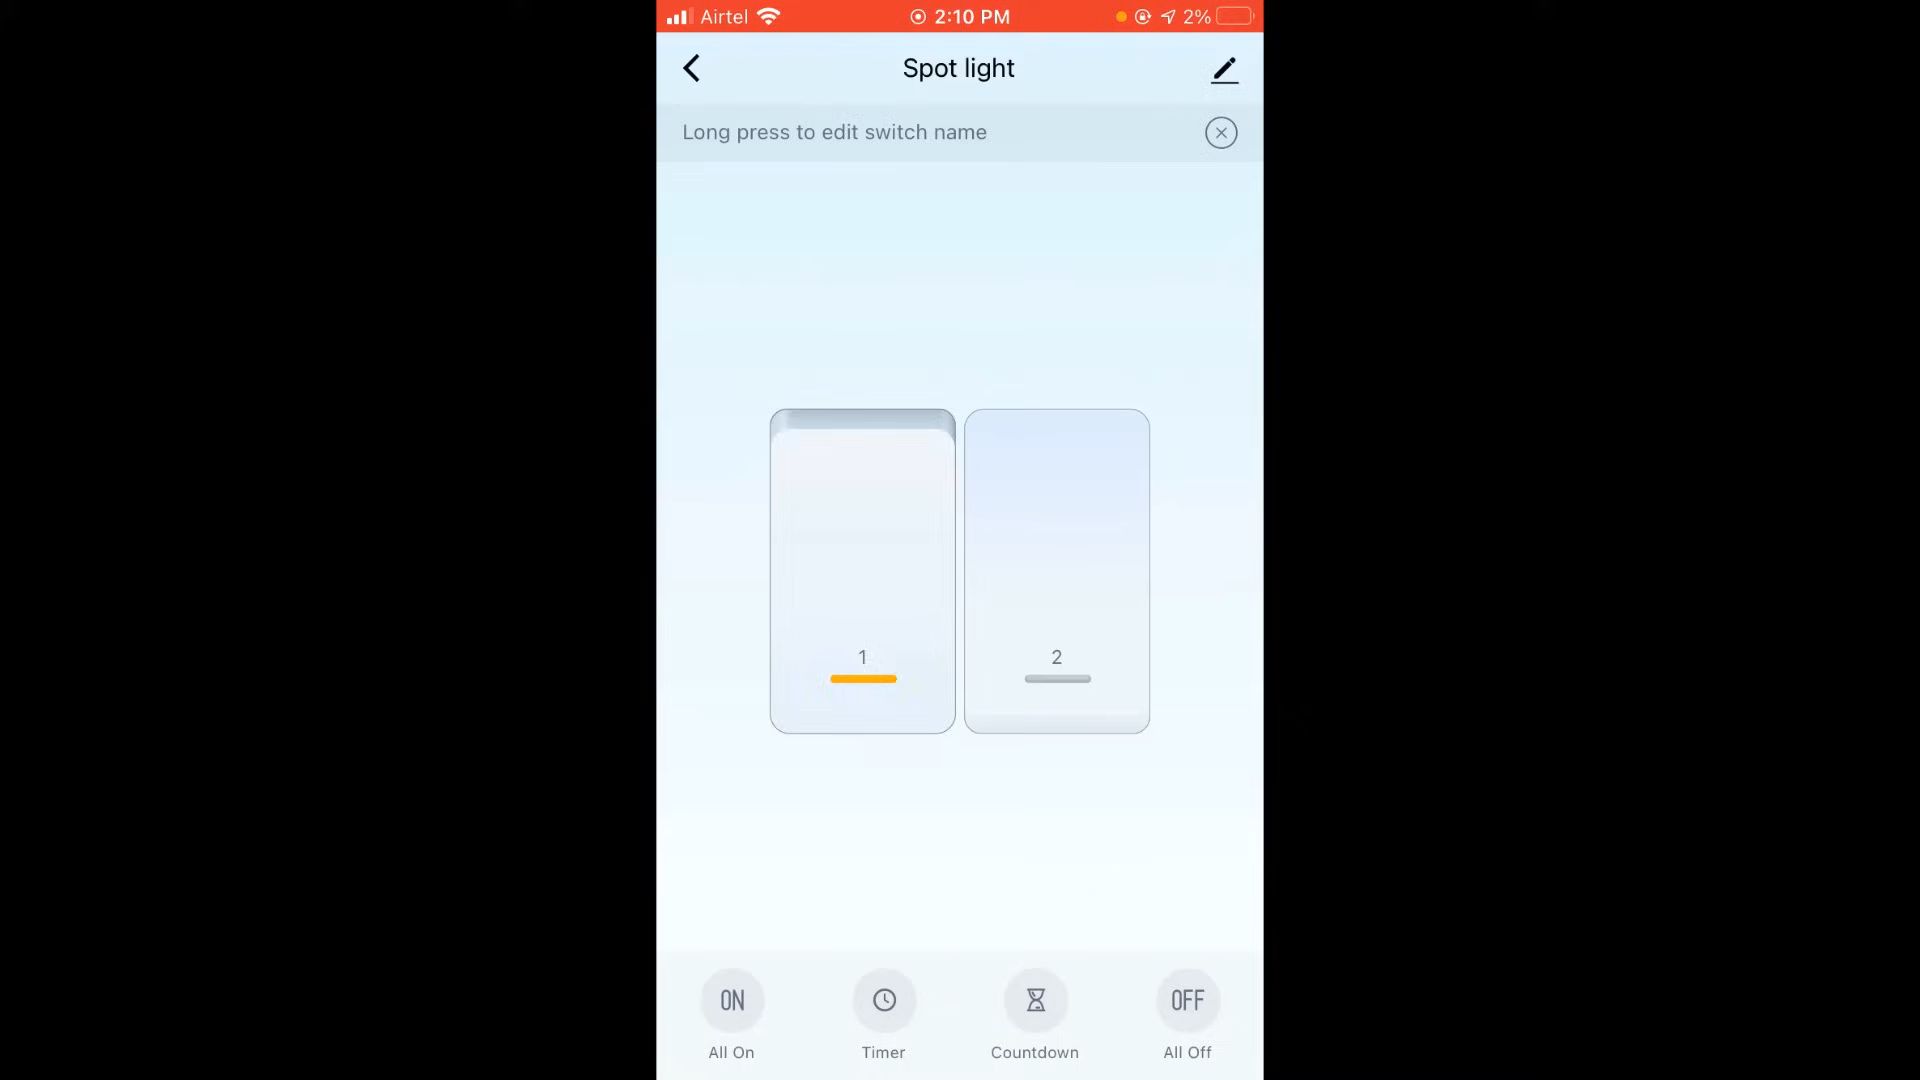 Airtel 2:10 PM 2%
Spot light
Long press to edit switch name
1 2
ON OFF
All On Timer Countdown All Off